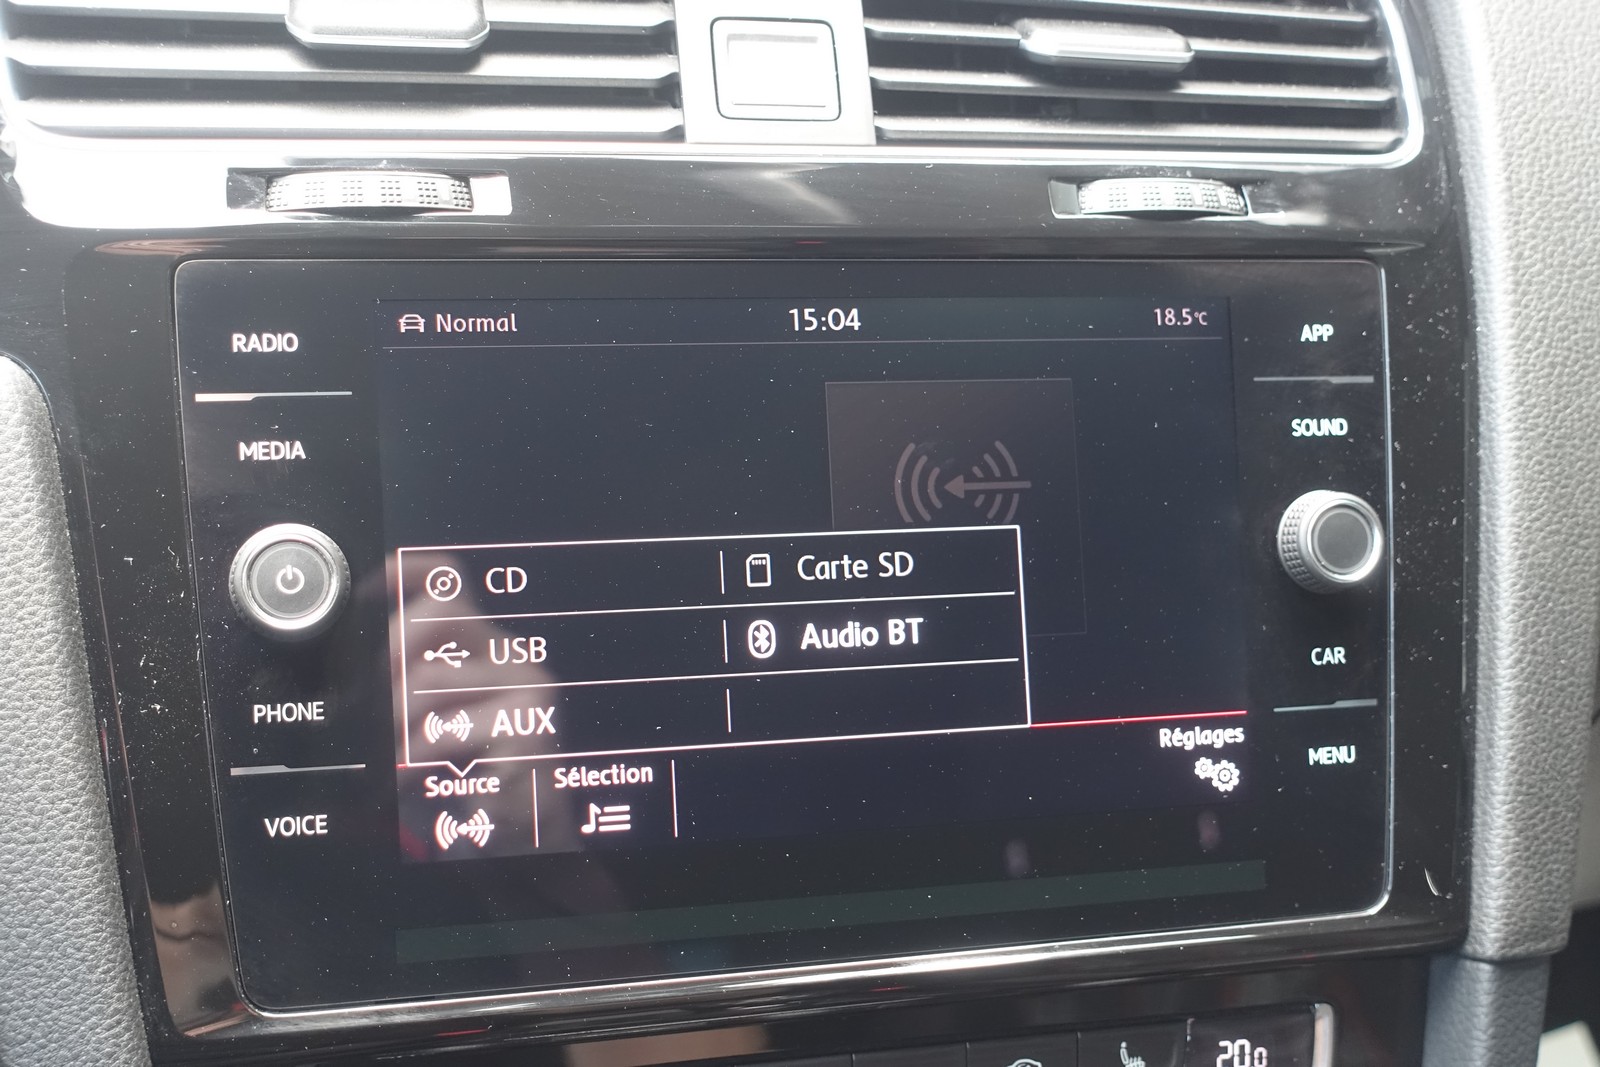 RADIO
MEDIA
PHONE
VOICE
Normal
15:04
18.5°C
CD
Carte SD
USB
Audio BT
AUX
Source
Sélection
Réglages
APP
SOUND
CAR
MENU
20.0